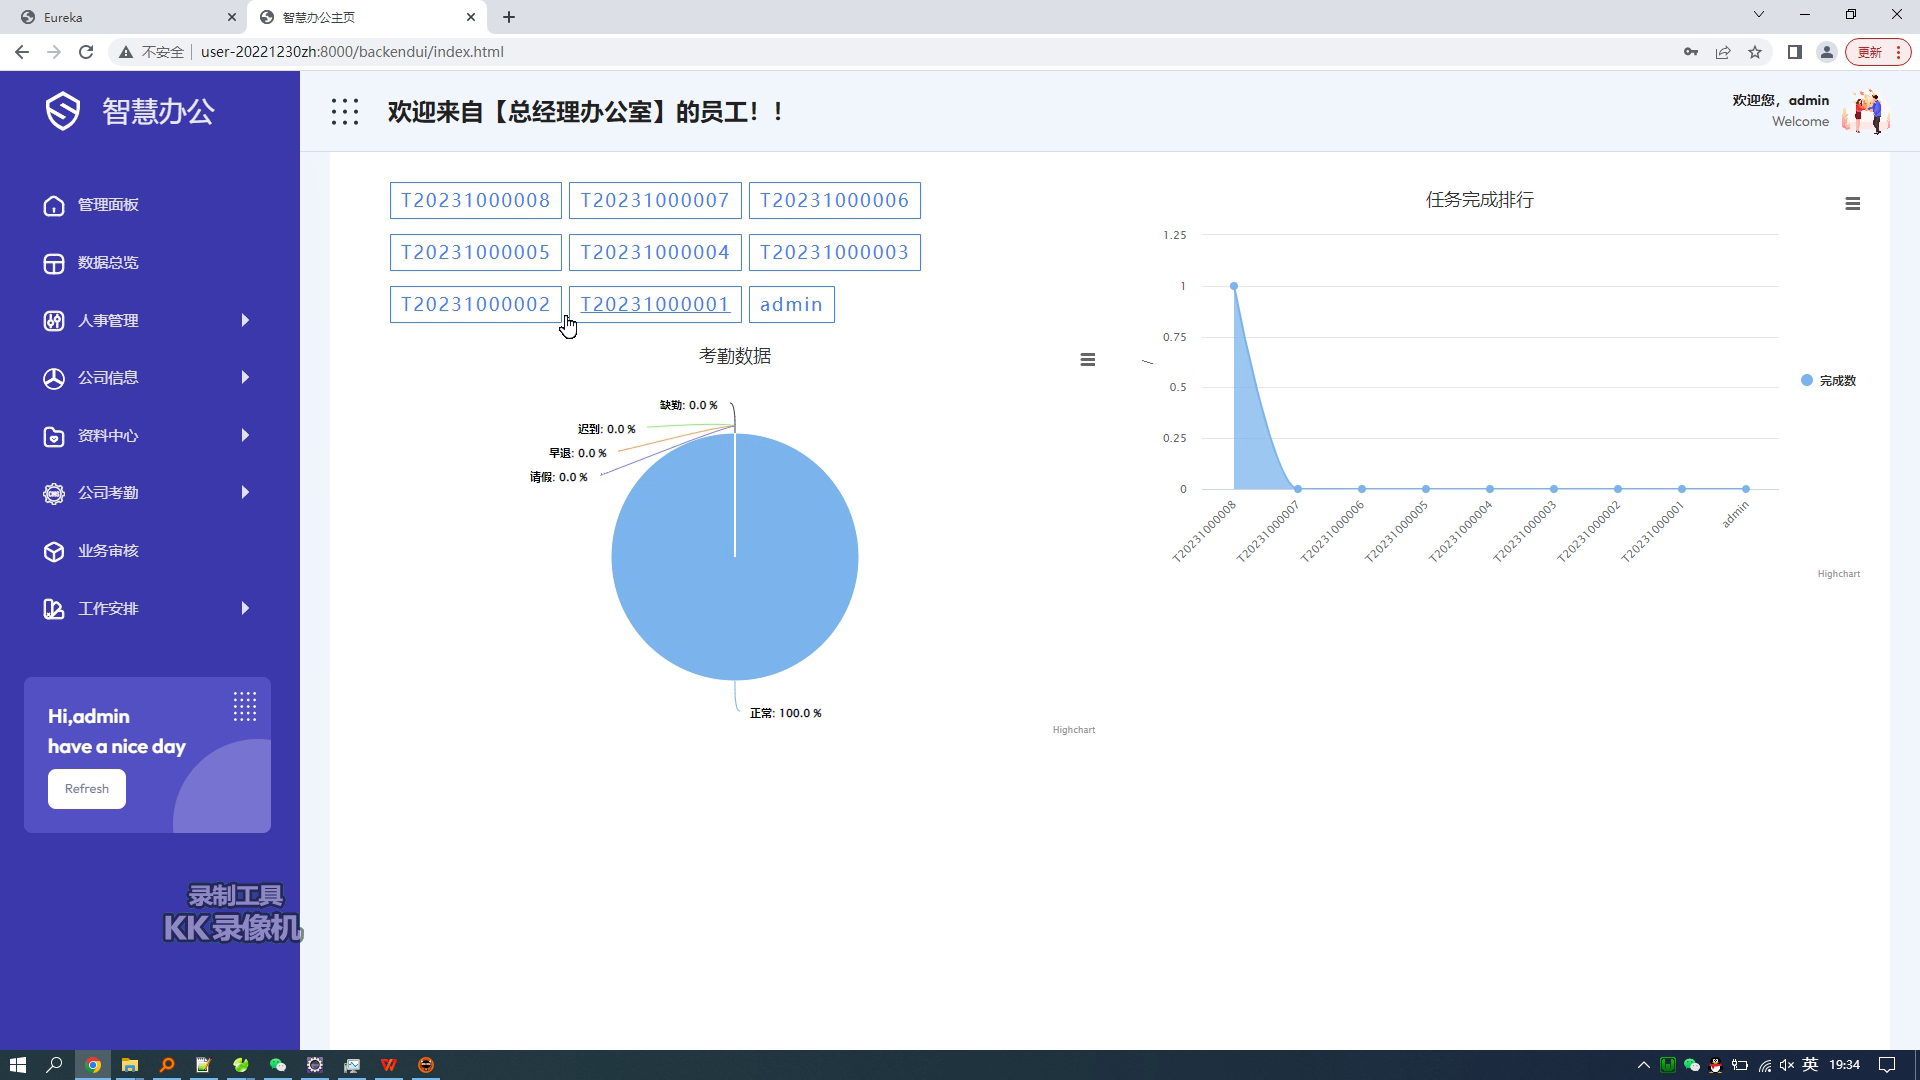 Eureka
智慧办公主页
不安全
user-20221230zh:8000/backendui/index.html
更新
智慧办公
欢迎来自【总经理办公室】的员工！！
欢迎您，admin
Welcome
管理面板
数据总览
人事管理
公司信息
资料中心
公司考勤
业务审核
工作安排
Hi,admin
have a nice day
Refresh
录制工具
KK录像机
T20231000008 T20231000007 T20231000006
T20231000005 T20231000004 T20231000003
T20231000002 T20231000001 admin
考勤数据
缺勤: 0.0 %
迟到: 0.0 %
早退: 0.0 %
请假: 0.0 %
正常: 100.0 %
Highchart
任务完成排行
1.25
1
0.75
0.5
0.25
0
T20231000008
T20231000007
T20231000006
T20231000005
T20231000004
T20231000003
T20231000002
T20231000001
admin
完成数
Highchart
英
19:34